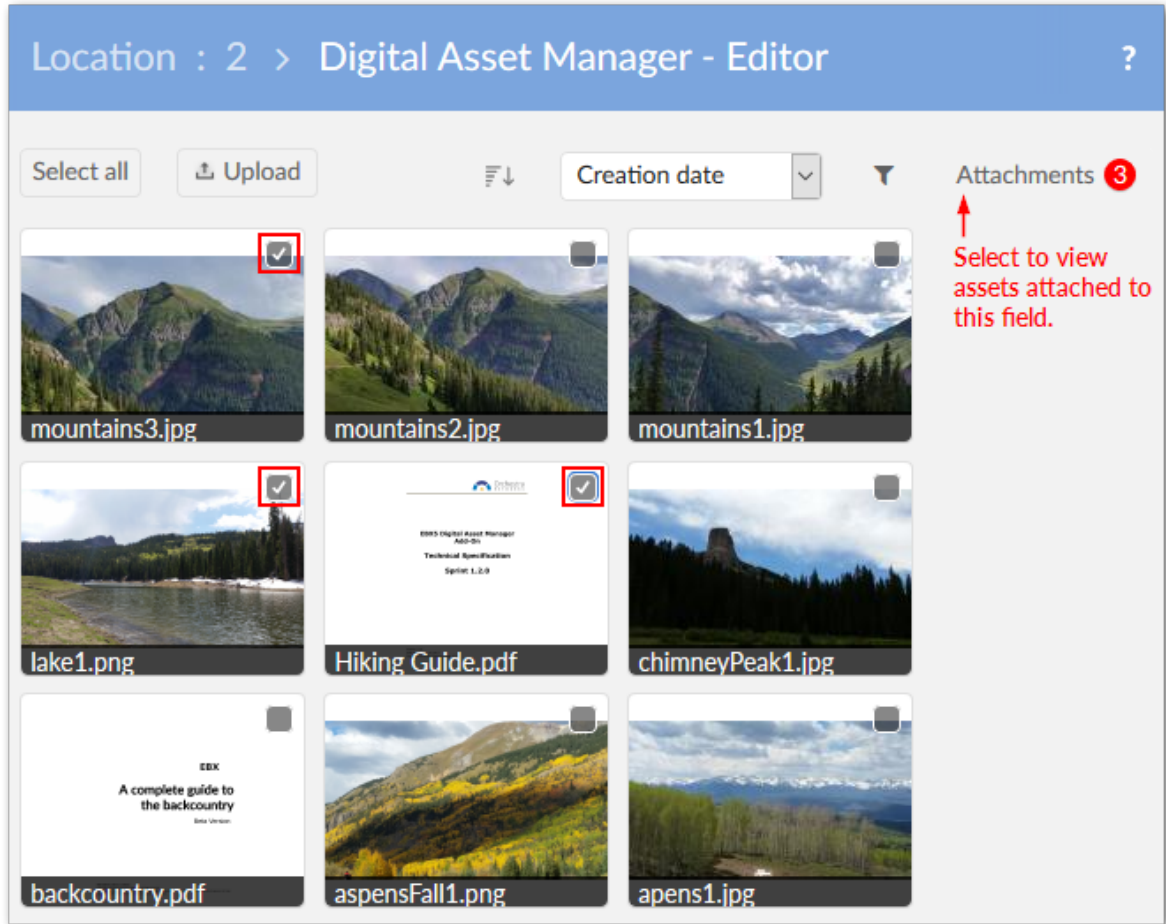 Location : 2 > Digital Asset Manager - Editor ?
Select all Upload Creation date Attachments 3
Select to view
assets attached to
this field.
mountains3.jpg mountains2.jpg mountains1.jpg
Orchestra
EBX5 Digital Asset Manager
Add-On
Technical Specification
Sprint 1.2.0
lake1.png Hiking Guide.pdf chimneyPeak1.jpg
EBX
A complete guide to
the backcountry
Beta Version
backcountry.pdf aspensFall1.png apens1.jpg